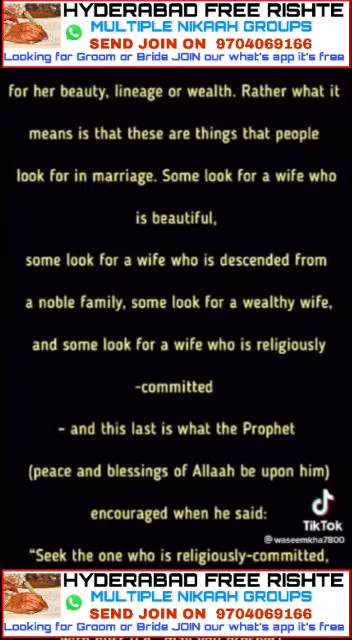 HYDERABAD FREE RISHTE
MULTIPLE NIKAAH GROUPS
SEND JOIN ON 9704069166
Looking for Groom or Bride JOIN our what's app it's free
for her beauty, lineage or wealth. Rather what it
means is that these are things that people
look for in marriage. Some look for a wife who
is beautiful,
some look for a wife who is descended from
a noble family, some look for a wealthy wife,
and some look for a wife who is religiously
-committed
- and this last is what the Prophet
(peace and blessings of Allaah be upon him)
encouraged when he said:
TikTok
@waseemkha7800
"Seek the one who is religiously-committed,
HYDERABAD FREE RISHTE
MULTIPLE NIKAAH GROUPS
SEND JOIN ON 9704069166
Looking for Groom or Bride JOIN our what's app it's free